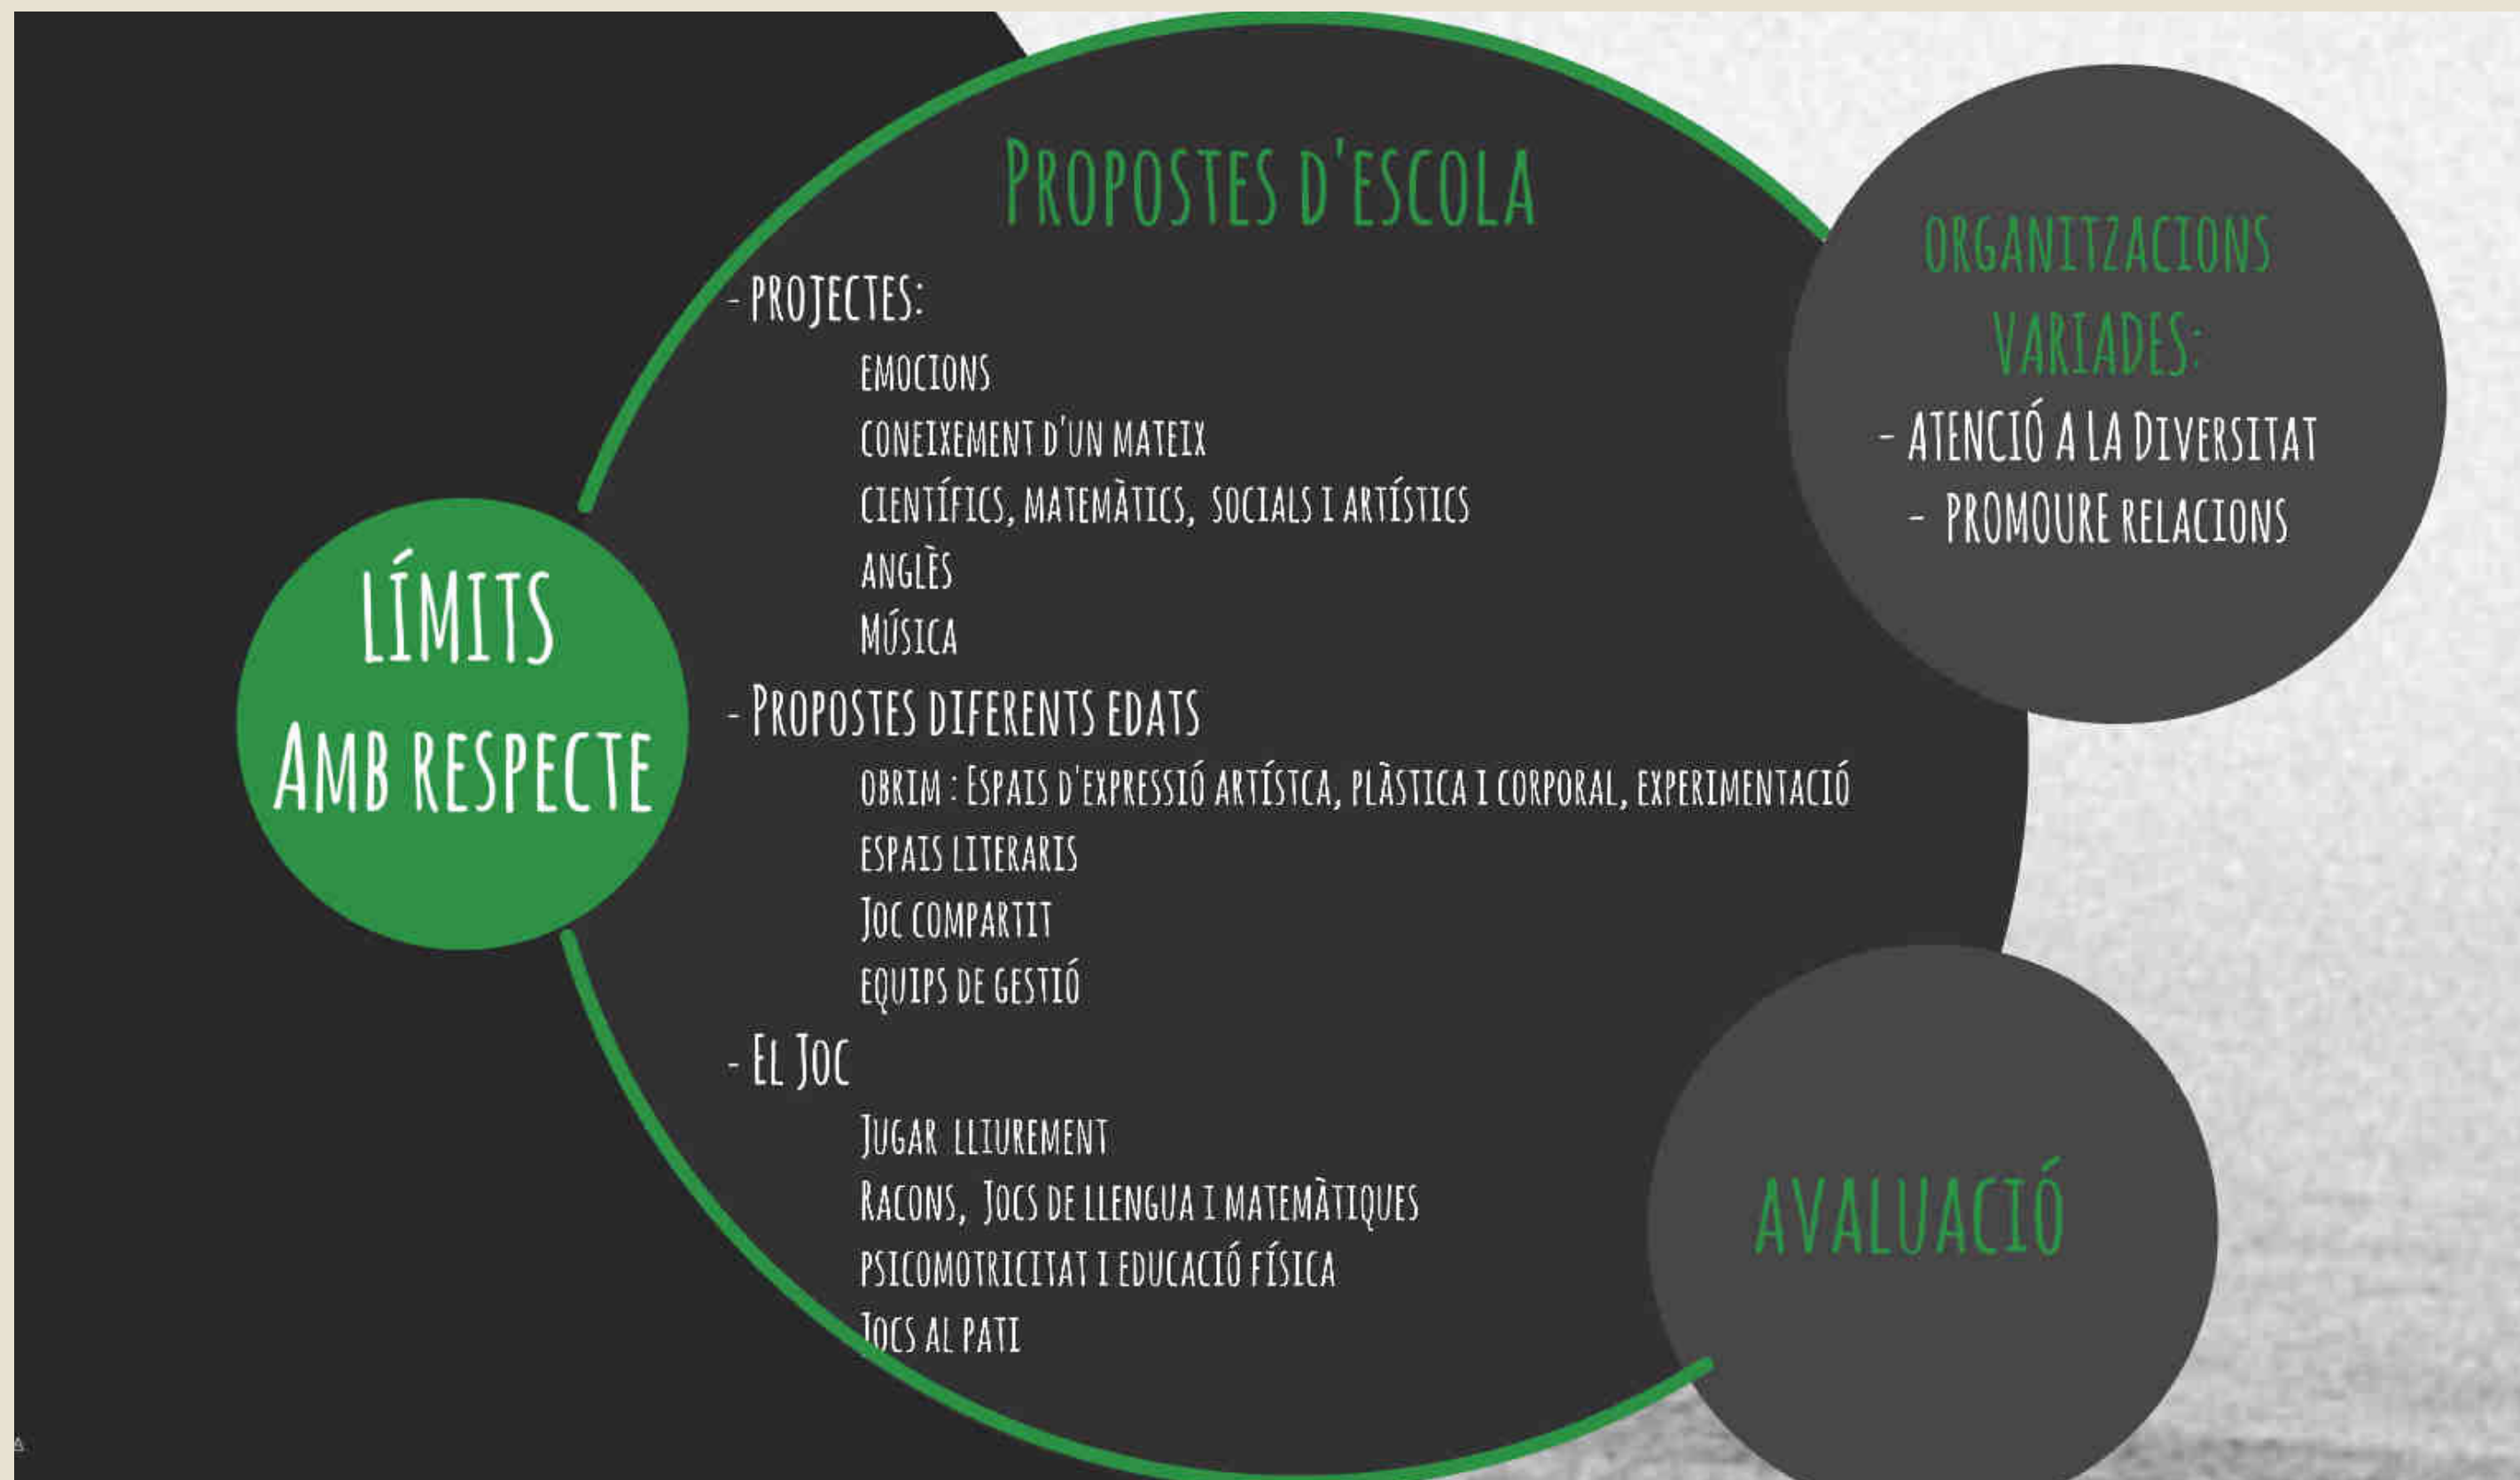 PROPOSTES D'ESCOLA
- PROJECTES:
EMOCIONS
CONEIXEMENT D'UN MATEIX
CIENTÍFICS, MATEMÀTICS, SOCIALS I ARTÍSTICS
ANGLÈS
MÚSICA
- PROPOSTES DIFERENTS EDATS
OBRIM : ESPAIS D'EXPRESSIÓ ARTÍSTCA, PLÀSTICA I CORPORAL, EXPERIMENTACIÓ
ESPAIS LITERARIS
JOC COMPARTIT
EQUIPS DE GESTIÓ
- EL JOC
JUGAR LLIUREMENT
RACONS, JOCS DE LLENGUA I MATEMÀTIQUES
PSICOMOTRICITAT I EDUCACIÓ FÍSICA
JOCS AL PATI
LÍMITS
AMB RESPECTE
ORGANITZACIONS
VARIADES:
- ATENCIÓ A LA DIVERSITAT
- PROMOURE RELACIONS
AVALUACIÓ